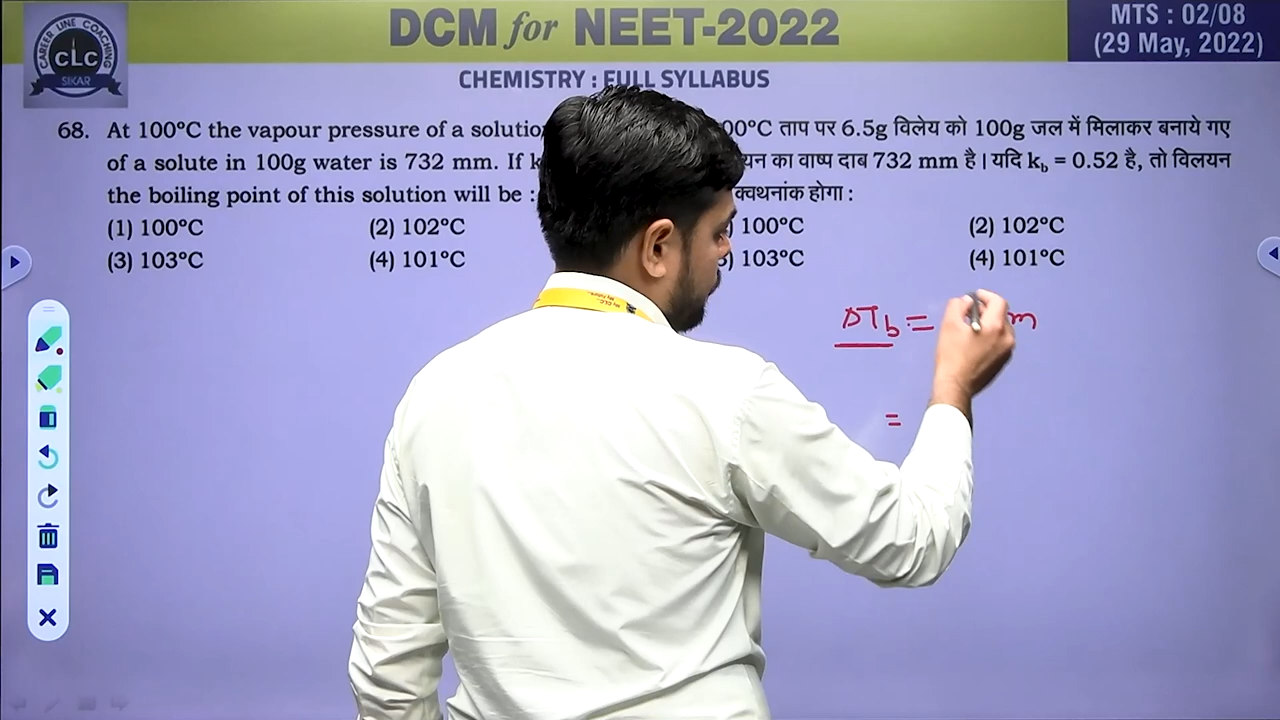 DCM for NEET-2022
MTS : 02/08
(29 May, 2022)
CAREER LINE COACHING
CLC
SIKAR
CHEMISTRY : FULL SYLLABUS
68. At 100°C the vapour pressure of a solutio
of a solute in 100g water is 732 mm. If k
the boiling point of this solution will be :
(1) 100°C (2) 102°C
(3) 103°C (4) 101°C
00°C ताप पर 6.5g विलेय को 100g जल में मिलाकर बनाये गए
यन का वाष्प दाब 732 mm है। यदि k_b = 0.52 है, तो विलयन
क्वथनांक होगा :
) 100°C (2) 102°C
) 103°C (4) 101°C
ΔT_b = m
=